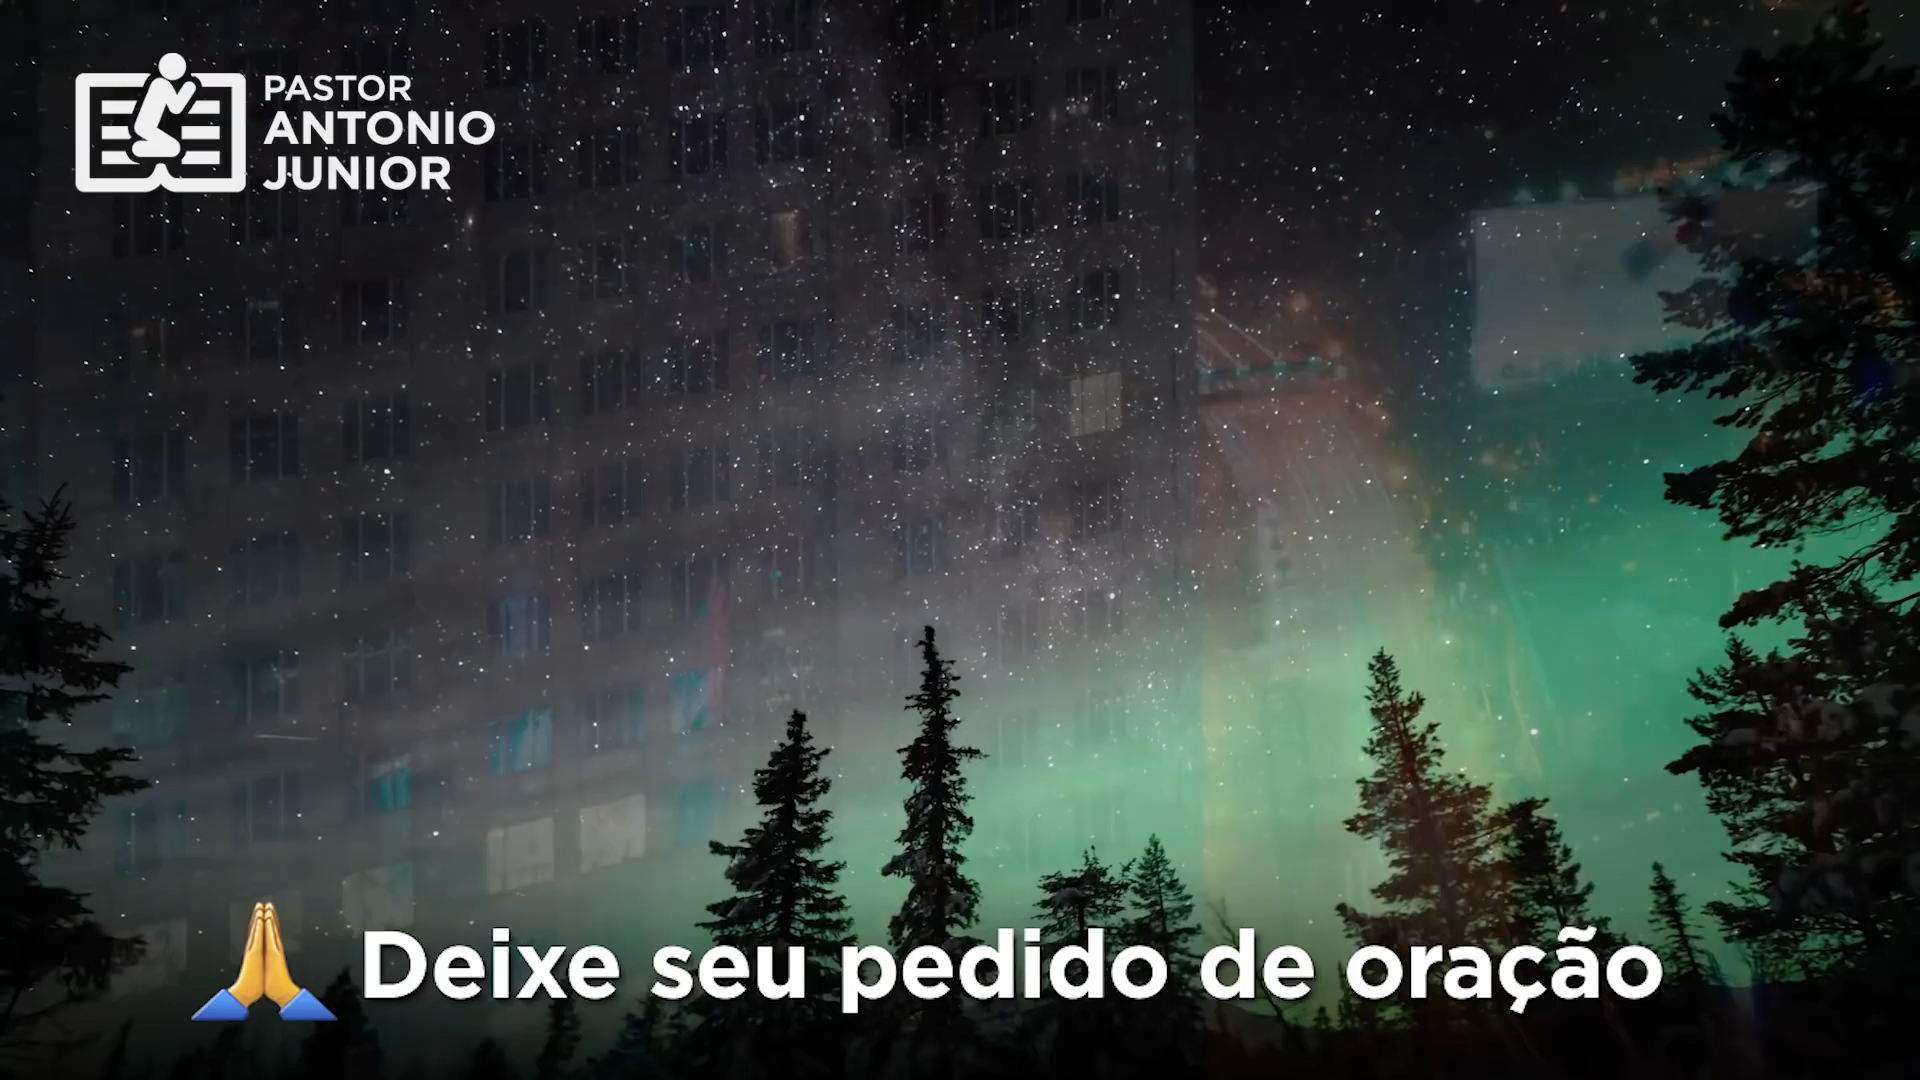 PASTOR
ANTONIO
JUNIOR
🙏 Deixe seu pedido de oração